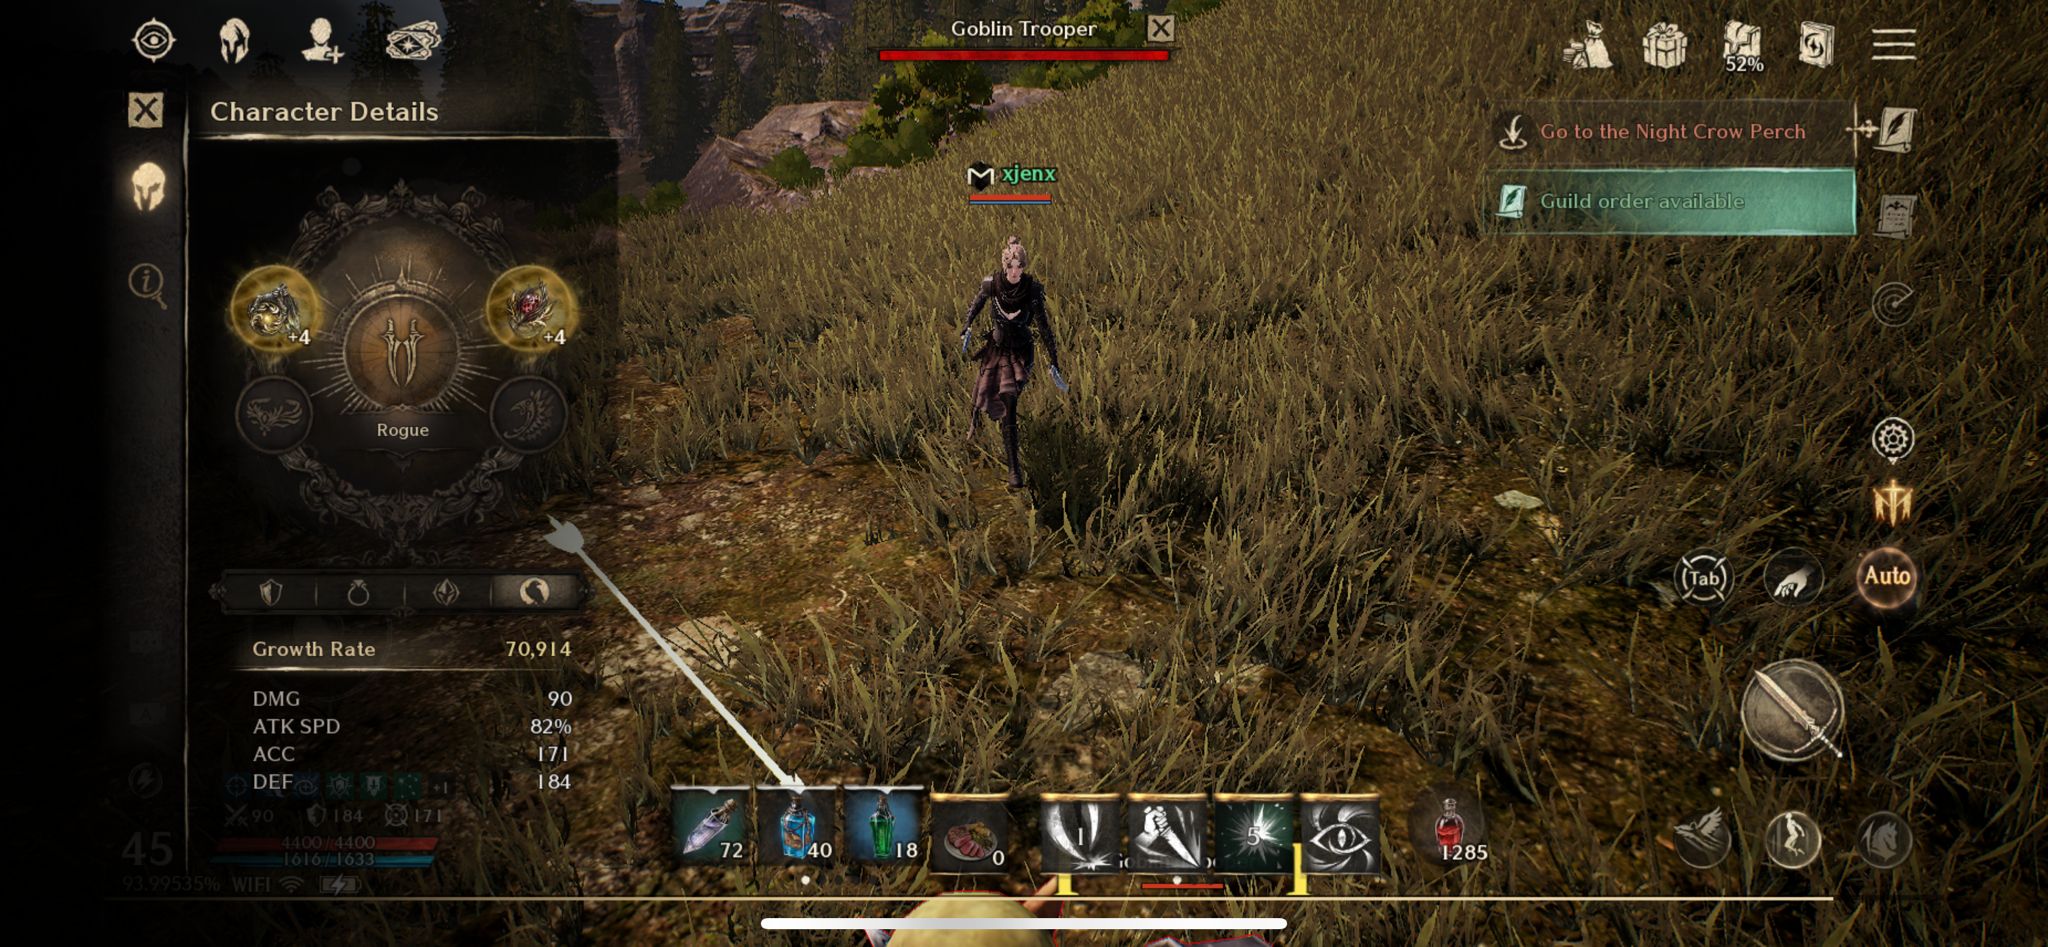 Goblin Trooper
52%
Character Details
Go to the Night Crow Perch
xjenx
Guild order available
+4
+4
Rogue
Tab
Auto
Growth Rate 70,914
DMG 90
ATK SPD 82%
ACC 171
DEF 184
+1
90 184 171
45
4400/4400
1616/1633
93.99535% WIFI
72
40
18
0
1
5
1285